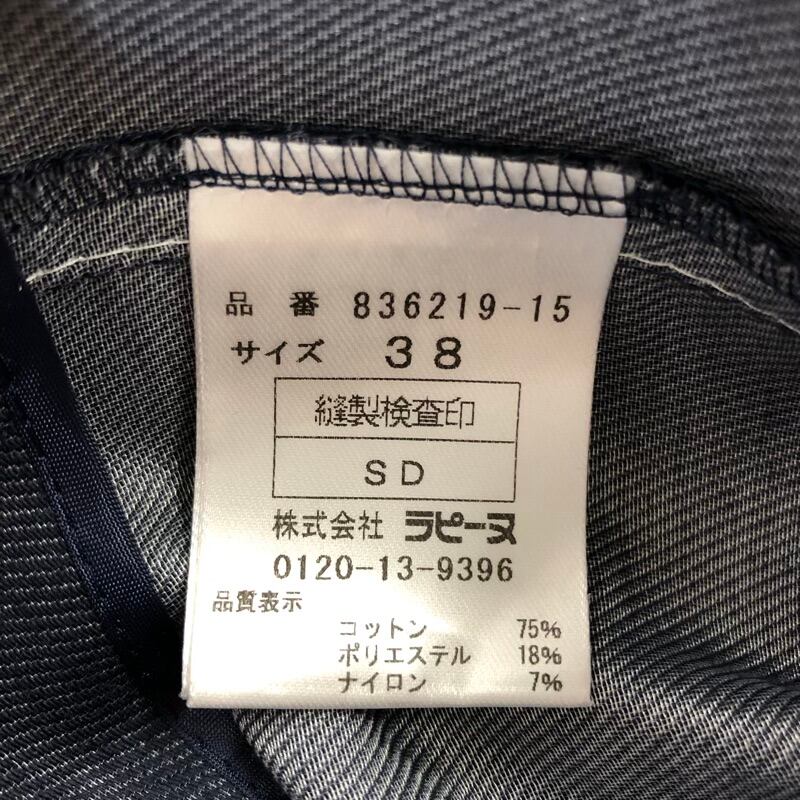 品番 836219-15
サイズ 38
縫製検査印
SD
株式会社 ラピーヌ
0120-13-9396
品質表示
コットン 75%
ポリエステル 18%
ナイロン 7%